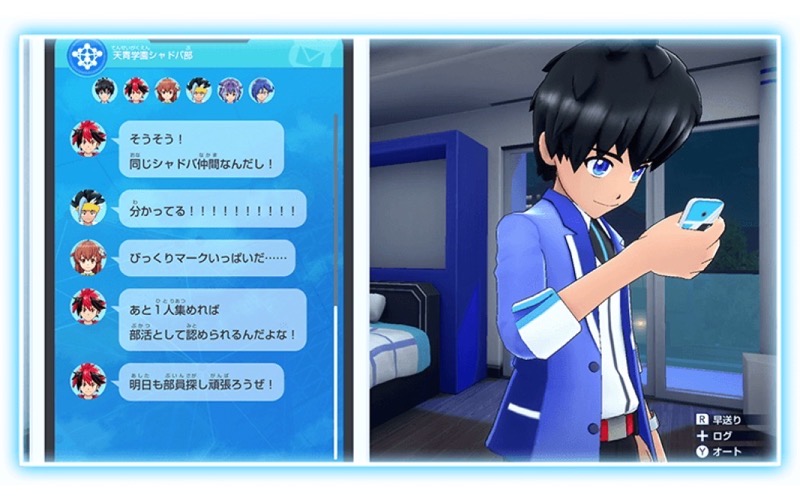 天青学園シャドバ部
そうそう！
同じシャドバ仲間なんだし！
分かってる！！！！！！！！！！
びっくりマークいっぱいだ……
あと１人集めれば
部活として認められるんだよな！
明日も部員探し頑張ろうぜ！
R 早送り
＋ ログ
Y オート